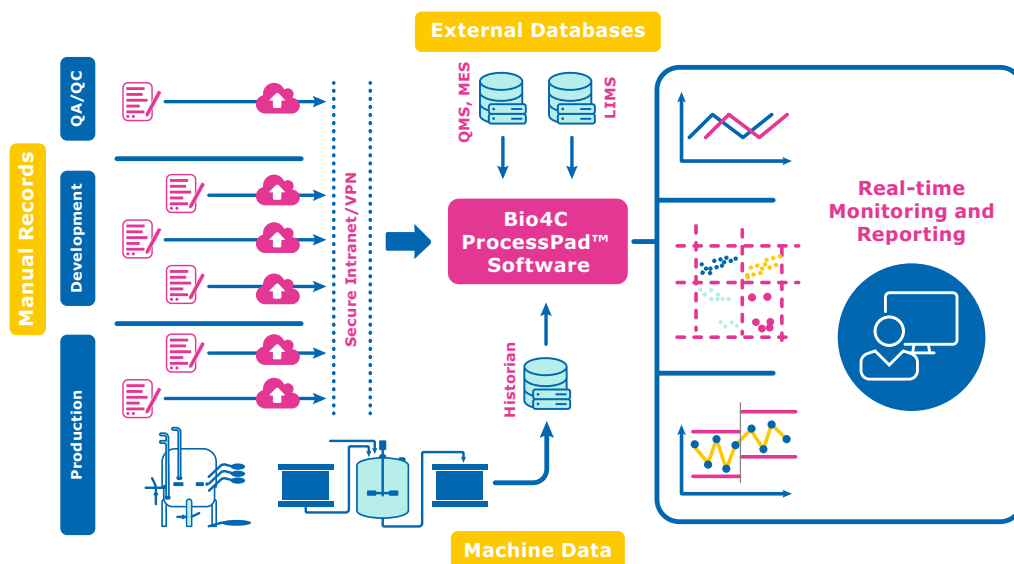 External Databases
QA/QC
QMS, MES
LIMS
Manual Records
Development
Secure Intranet/VPN
Bio4C
ProcessPad™
Software
Real-time
Monitoring and
Reporting
Production
Historian
Machine Data